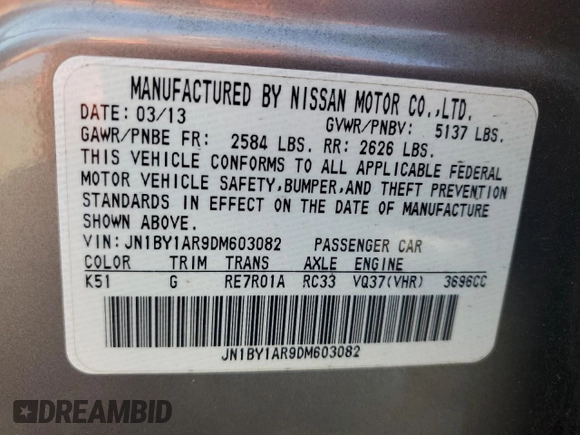 MANUFACTURED BY NISSAN MOTOR CO.,LTD.
DATE: 03/13 GVWR/PNBV: 5137 LBS.
GAWR/PNBE FR: 2584 LBS. RR: 2626 LBS.
THIS VEHICLE CONFORMS TO ALL APPLICABLE FEDERAL
MOTOR VEHICLE SAFETY,BUMPER,AND THEFT PREVENTION
STANDARDS IN EFFECT ON THE DATE OF MANUFACTURE
SHOWN ABOVE.
VIN: JN1BY1AR9DM603082 PASSENGER CAR
COLOR TRIM TRANS AXLE ENGINE
K51 G RE7R01A RC33 VQ37(VHR) 3696CC
JN1BY1AR9DM603082
DREAMBID